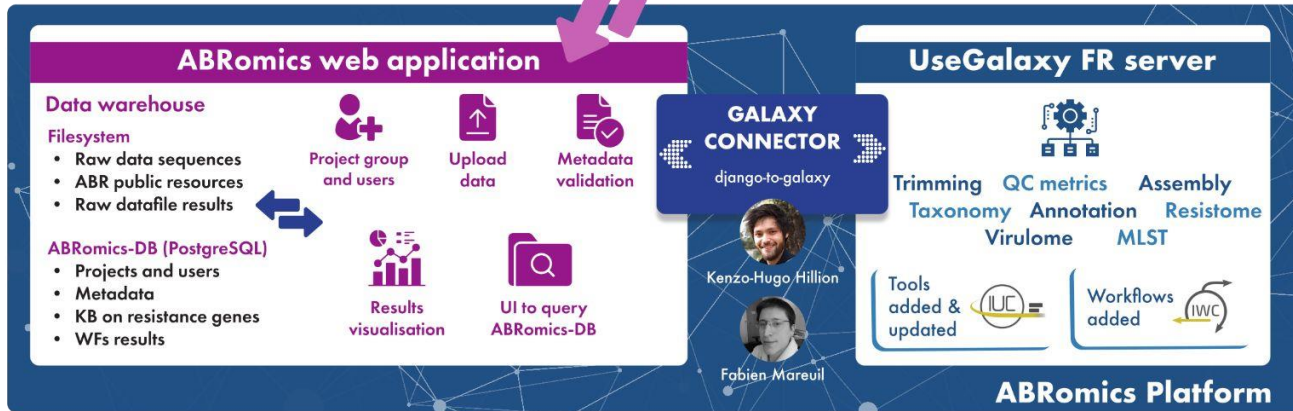 ABRomics web application
Data warehouse
Filesystem
• Raw data sequences
• ABR public resources
• Raw datafile results
ABRomics-DB (PostgreSQL)
• Projects and users
• Metadata
• KB on resistance genes
• WFs results
Project group
and users
Upload
data
Metadata
validation
Results
visualisation
UI to query
ABRomics-DB
GALAXY
CONNECTOR
django-to-galaxy
Kenzo-Hugo Hillion
Fabien Mareuil
UseGalaxy FR server
Trimming QC metrics Assembly
Taxonomy Annotation Resistome
Virulome MLST
Tools
added &
updated
IUC
Workflows
added
IWC
ABRomics Platform